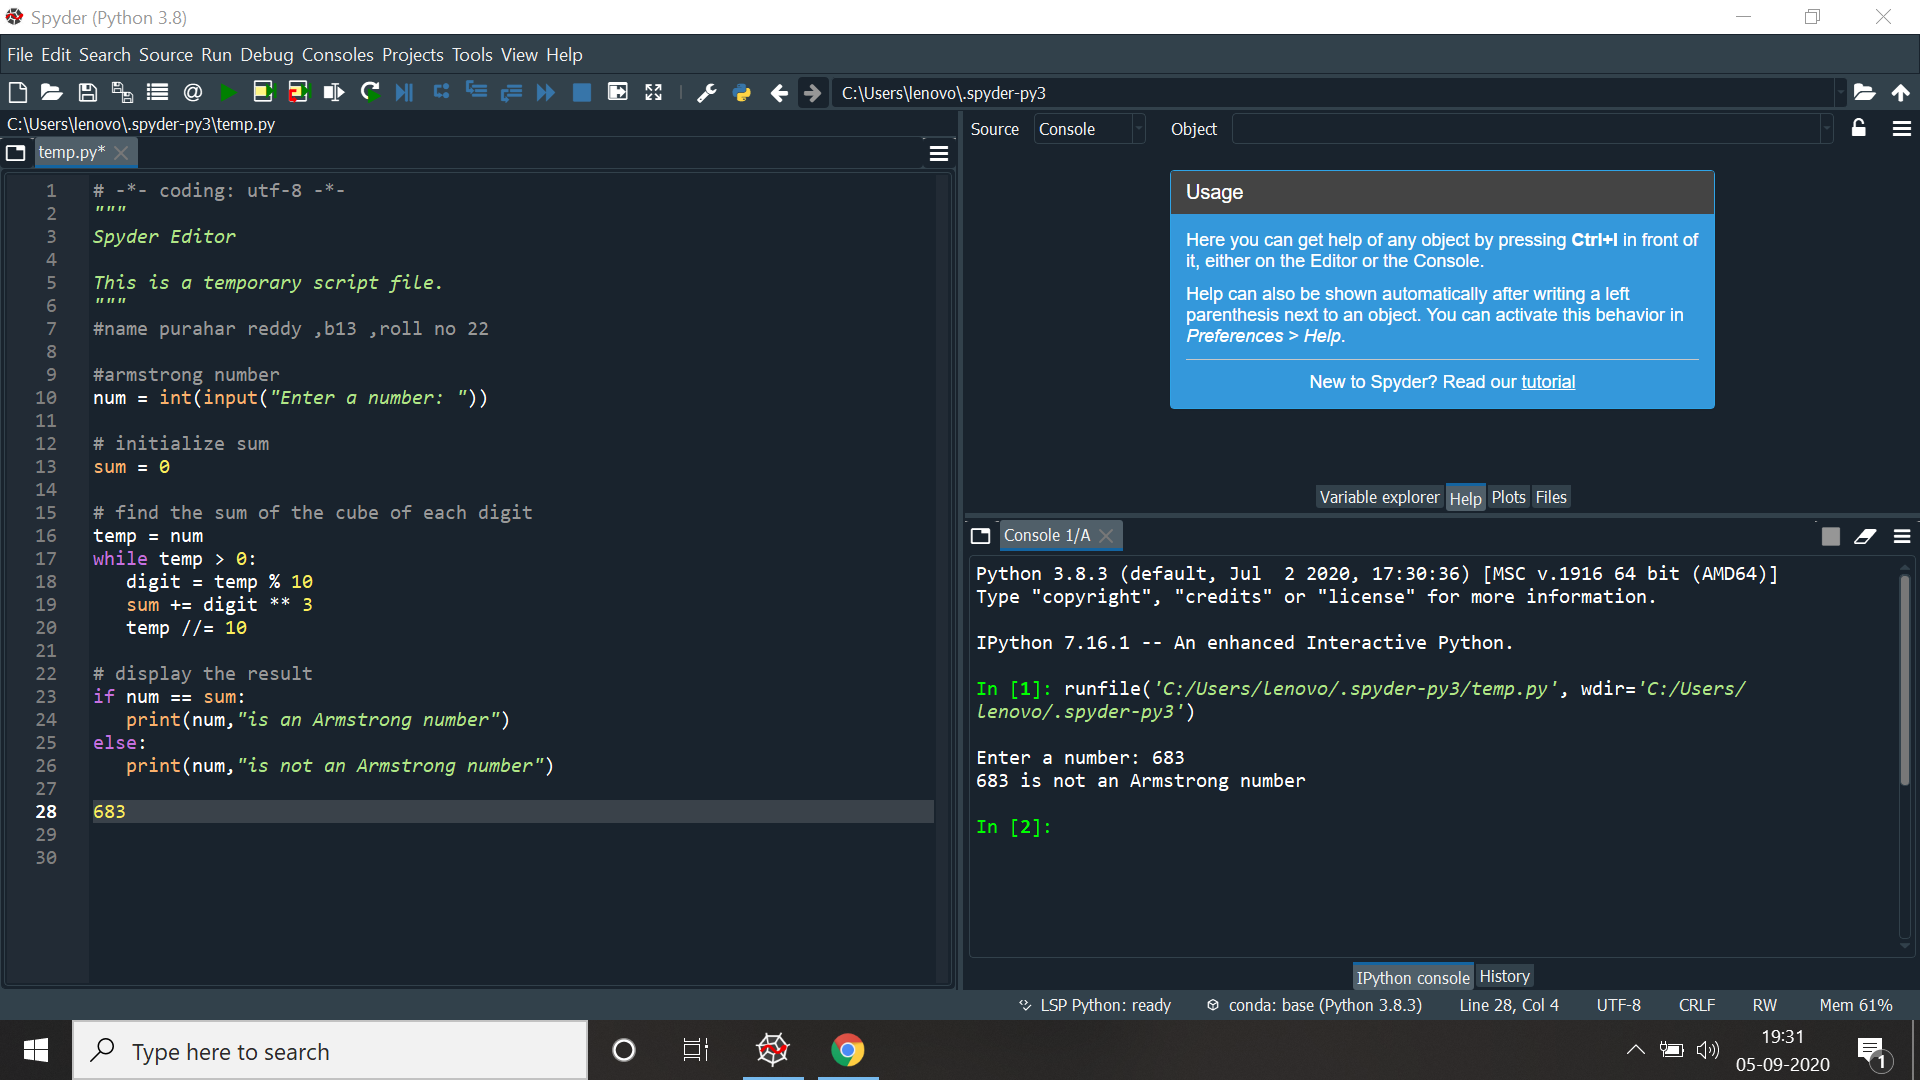 Spyder (Python 3.8)
File Edit Search Source Run Debug Consoles Projects Tools View Help
C:\Users\lenovo\.spyder-py3
C:\Users\lenovo\.spyder-py3\temp.py
temp.py*
1 # -*- coding: utf-8 -*-
2 """
3 Spyder Editor
4
5 This is a temporary script file.
6 """
7 #name purahar reddy ,b13 ,roll no 22
8
9 #armstrong number
10 num = int(input("Enter a number: "))
11
12 # initialize sum
13 sum = 0
14
15 # find the sum of the cube of each digit
16 temp = num
17 while temp > 0:
18    digit = temp % 10
19    sum += digit ** 3
20    temp //= 10
21
22 # display the result
23 if num == sum:
24    print(num,"is an Armstrong number")
25 else:
26    print(num,"is not an Armstrong number")
27
28 683
29
30
Source Console Object
Usage
Here you can get help of any object by pressing Ctrl+I in front of
it, either on the Editor or the Console.
Help can also be shown automatically after writing a left
parenthesis next to an object. You can activate this behavior in
Preferences > Help.
New to Spyder? Read our tutorial
Variable explorer Help Plots Files
Console 1/A
Python 3.8.3 (default, Jul  2 2020, 17:30:36) [MSC v.1916 64 bit (AMD64)]
Type "copyright", "credits" or "license" for more information.
IPython 7.16.1 -- An enhanced Interactive Python.
In [1]: runfile('C:/Users/lenovo/.spyder-py3/temp.py', wdir='C:/Users/
lenovo/.spyder-py3')
Enter a number: 683
683 is not an Armstrong number
In [2]:
IPython console History
LSP Python: ready conda: base (Python 3.8.3) Line 28, Col 4 UTF-8 CRLF RW Mem 61%
Type here to search
19:31
05-09-2020
1